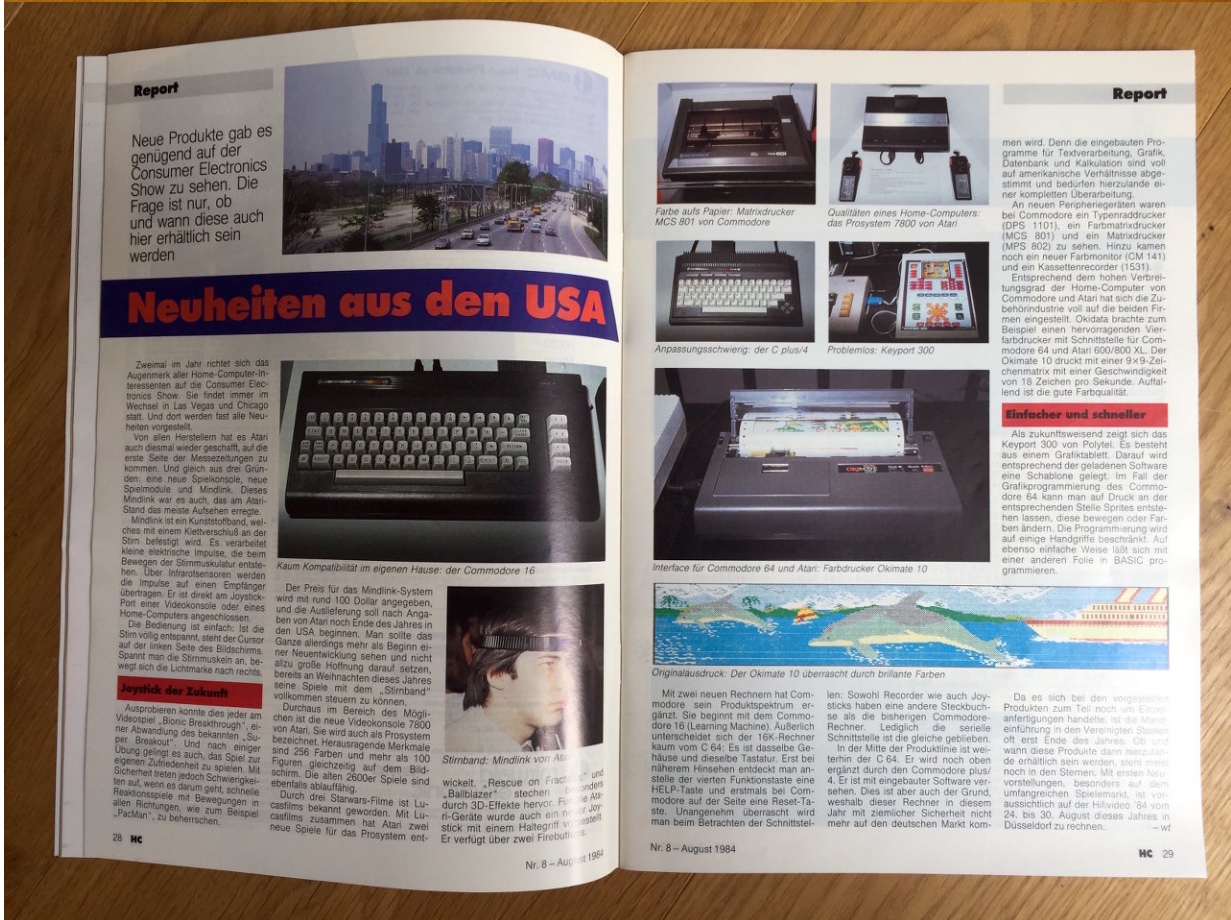 Report
Neue Produkte gab es
genügend auf der
Consumer Electronics
Show zu sehen. Die
Frage ist nur, ob
und wann diese auch
hier erhältlich sein
werden
Neuheiten aus den USA
Zweimal im Jahr richtet sich das
Augenmerk aller Home-Computer-In-
teressenten auf die Consumer Elec-
tronics Show. Sie findet immer im
Wechsel in Las Vegas und Chicago
statt. Und dort werden fast alle Neu-
heiten vorgestellt.
Von allen Herstellern hat es Atari
auch diesmal wieder geschafft, auf die
erste Seite der Messezeitungen zu
kommen. Und gleich aus drei Grün-
den: eine neue Spielkonsole, neue
Spielmodule und Mindlink. Dieses
Mindlink war es auch, das am Atari-
Stand das meiste Aufsehen erregte.
Mindlink ist ein Kunststoffband, wel-
ches mit einem Klettverschluß an der
Stirn befestigt wird. Es verarbeitet
kleine elektrische Impulse, die beim
Bewegen der Stirnmuskulatur entste-
hen. Über Infrarotsensoren werden
die Impulse auf einen Empfänger
übertragen. Er ist direkt am Joystick-
Port einer Videokonsole oder eines
Home-Computers angeschlossen.
Die Bedienung ist einfach: Ist die
Stirn völlig entspannt, steht der Cursor
auf der linken Seite des Bildschirms.
Spannt man die Stirnmuskeln an, be-
wegt sich die Lichtmarke nach rechts.
Joystick der Zukunft
Ausprobieren konnte dies jeder am
Videospiel „Bionic Breakthrough", ei-
ner Abwandlung des bekannten „Su-
per Breakout". Und nach einiger
Übung gelingt es auch, das Spiel zur
eigenen Zufriedenheit zu spielen. Mit
Sicherheit treten jedoch Schwierigkei-
ten auf, wenn es darum geht, schnelle
Reaktionsspiele mit Bewegungen in
allen Richtungen, wie zum Beispiel
„PacMan", zu beherrschen.
Kaum Kompatibilität im eigenen Hause: der Commodore 16
Der Preis für das Mindlink-System
wird mit rund 100 Dollar angegeben,
und die Auslieferung soll nach Anga-
ben von Atari noch Ende des Jahres in
den USA beginnen. Man sollte das
Ganze allerdings mehr als Beginn ei-
ner Neuentwicklung sehen und nicht
allzu große Hoffnung darauf setzen,
bereits an Weihnachten dieses Jahres
seine Spiele mit dem „Stirnband"
vollkommen steuern zu können.
Durchaus im Bereich des Mögli-
chen ist die neue Videokonsole 7800
von Atari. Sie wird auch als Prosystem
bezeichnet. Herausragende Merkmale
sind 256 Farben und mehr als 100
Figuren gleichzeitig auf dem Bild-
schirm. Die alten 2600er Spiele sind
ebenfalls ablauffähig.
Durch drei Starwars-Filme ist Lu-
casfilms bekannt geworden. Mit Lu-
casfilms zusammen hat Atari zwei
neue Spiele für das Prosystem ent-
Stirnband: Mindlink von Atari
wickelt. „Rescue on Fractalus" und
„Ballblazer" stechen besonders
durch 3D-Effekte hervor. Für die Ata-
ri-Geräte wurde auch ein neuer Joy-
stick mit einem Haltegriff vorgestellt.
Er verfügt über zwei Firebuttons.
28 HC
Nr. 8 – August 1984
Report
Farbe aufs Papier: Matrixdrucker
MCS 801 von Commodore
Qualitäten eines Home-Computers:
das Prosystem 7800 von Atari
Anpassungsschwierig: der C plus/4
Problemlos: Keyport 300
Interface für Commodore 64 und Atari: Farbdrucker Okimate 10
Originalausdruck: Der Okimate 10 überrascht durch brillante Farben
Mit zwei neuen Rechnern hat Com-
modore sein Produktspektrum er-
gänzt. Sie beginnt mit dem Commo-
dore 16 (Learning Machine). Äußerlich
unterscheidet sich der 16K-Rechner
kaum vom C 64: Es ist dasselbe Ge-
häuse und dieselbe Tastatur. Erst bei
näherem Hinsehen entdeckt man an-
stelle der vierten Funktionstaste eine
HELP-Taste und erstmals bei Com-
modore auf der Seite eine Reset-Ta-
ste. Unangenehm überrascht wird
man beim Betrachten der Schnittstel-
len: Sowohl Recorder wie auch Joy-
sticks haben eine andere Steckbuch-
se als die bisherigen Commodore-
Rechner. Lediglich die serielle
Schnittstelle ist die gleiche geblieben.
In der Mitte der Produktlinie ist wei-
terhin der C 64. Er wird noch oben
ergänzt durch den Commodore plus/
4. Er ist mit eingebauter Software ver-
sehen. Dies ist aber auch der Grund,
weshalb dieser Rechner in diesem
Jahr mit ziemlicher Sicherheit nicht
mehr auf den deutschen Markt kom-
men wird. Denn die eingebauten Pro-
gramme für Textverarbeitung, Grafik,
Datenbank und Kalkulation sind voll
auf amerikanische Verhältnisse abge-
stimmt und bedürfen hierzulande ei-
ner kompletten Überarbeitung.
An neuen Peripheriegeräten waren
bei Commodore ein Typenraddrucker
(DPS 1101), ein Farbmatrixdrucker
(MCS 801) und ein Matrixdrucker
(MPS 802) zu sehen. Hinzu kamen
noch ein neuer Farbmonitor (CM 141)
und ein Kassettenrecorder (1531).
Entsprechend dem hohen Verbrei-
tungsgrad der Home-Computer von
Commodore und Atari hat sich die Zu-
behörindustrie voll auf die beiden Fir-
men eingestellt. Okidata brachte zum
Beispiel einen hervorragenden Vier-
farbdrucker mit Schnittstelle für Com-
modore 64 und Atari 600/800 XL. Der
Okimate 10 druckt mit einer 9×9-Zei-
chenmatrix mit einer Geschwindigkeit
von 18 Zeichen pro Sekunde. Auffal-
lend ist die gute Farbqualität.
Einfacher und schneller
Als zukunftsweisend zeigt sich das
Keyport 300 von Polytel. Es besteht
aus einem Grafiktablett. Darauf wird
entsprechend der geladenen Software
eine Schablone gelegt. Im Fall der
Grafikprogrammierung des Commo-
dore 64 kann man auf Druck an der
entsprechenden Stelle Sprites entste-
hen lassen, diese bewegen oder Far-
ben ändern. Die Programmierung wird
auf einige Handgriffe beschränkt. Auf
ebenso einfache Weise läßt sich mit
einer anderen Folie in BASIC pro-
grammieren.
Da es sich bei den vorgestellten
Produkten zum Teil noch um Einzel-
anfertigungen handelte, ist die Markt-
einführung in den Vereinigten Staaten
oft erst Ende des Jahres. Ob und
wann diese Produkte dann hierzulan-
de erhältlich sein werden, steht meist
noch in den Sternen. Mit ersten Neu-
vorstellungen, besonders auf dem
umfangreichen Spielemarkt, ist vor-
aussichtlich auf der Hifivideo '84 vom
24. bis 30. August dieses Jahres in
Düsseldorf zu rechnen. – wt
Nr. 8 – August 1984
HC 29